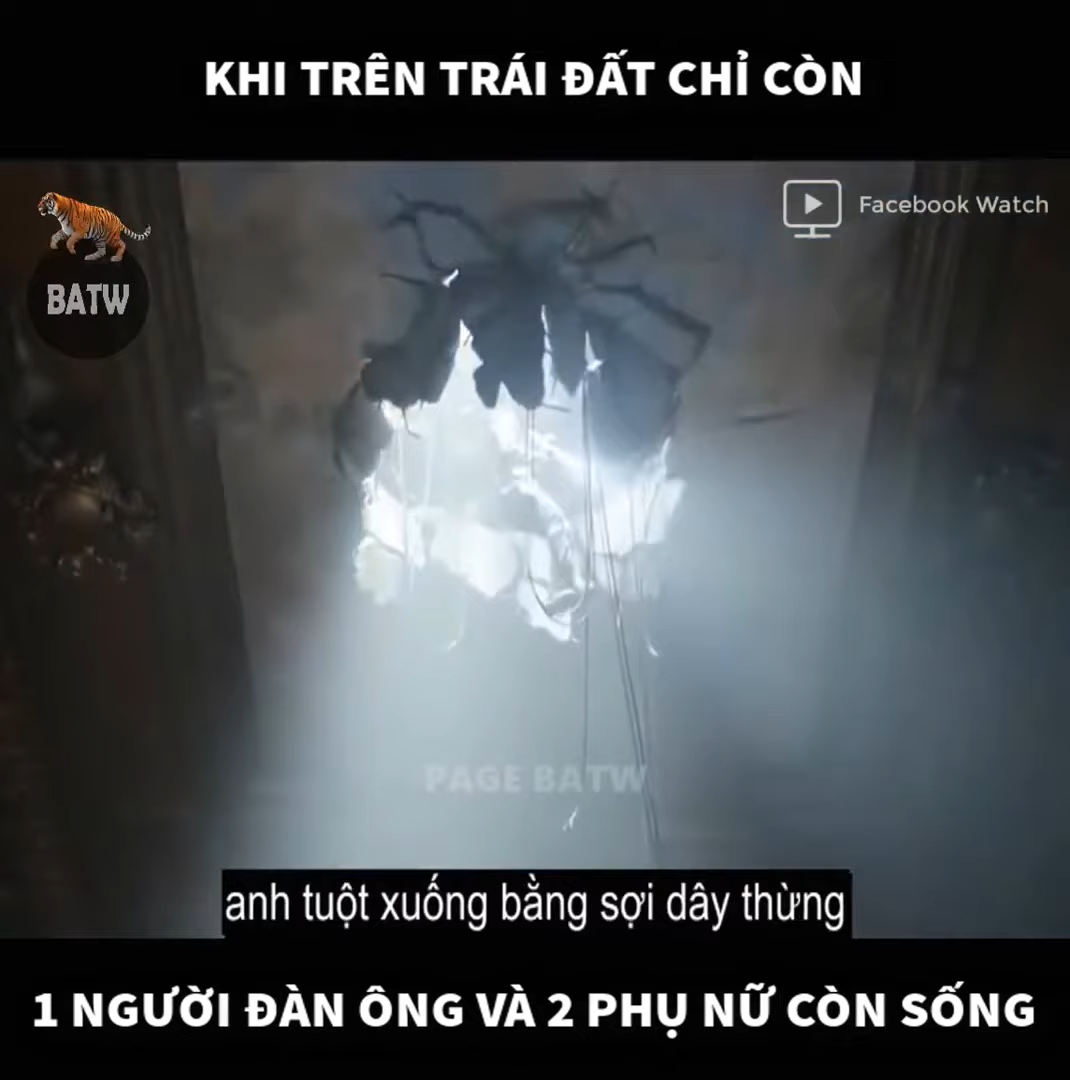 KHI TRÊN TRÁI ĐẤT CHỈ CÒN
Facebook Watch
BATW
PAGE BATW
anh tuột xuống bằng sợi dây thừng
1 NGƯỜI ĐÀN ÔNG VÀ 2 PHỤ NỮ CÒN SỐNG